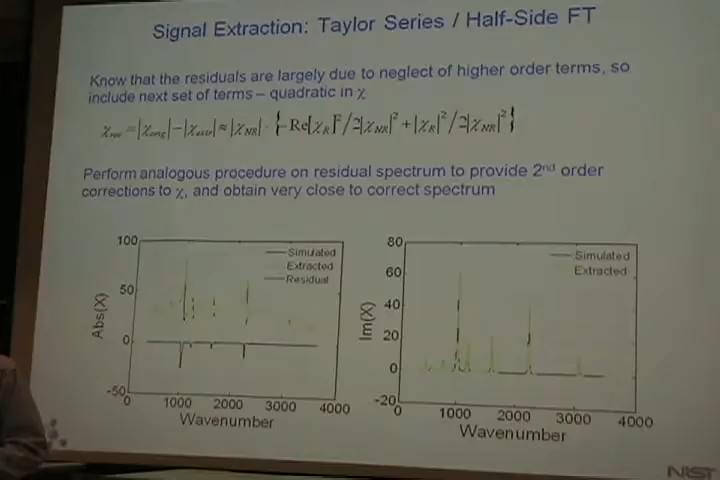 Signal Extraction: Taylor Series / Half-Side FT
Know that the residuals are largely due to neglect of higher order terms, so
include next set of terms – quadratic in χ
Perform analogous procedure on residual spectrum to provide 2nd order
corrections to χ, and obtain very close to correct spectrum
100
50
0
-50
Abs(X)
Simulated
Extracted
Residual
0
1000
2000
3000
4000
Wavenumber
80
60
40
20
0
-20
Im(X)
Simulated
Extracted
0
1000
2000
3000
4000
Wavenumber
NIST